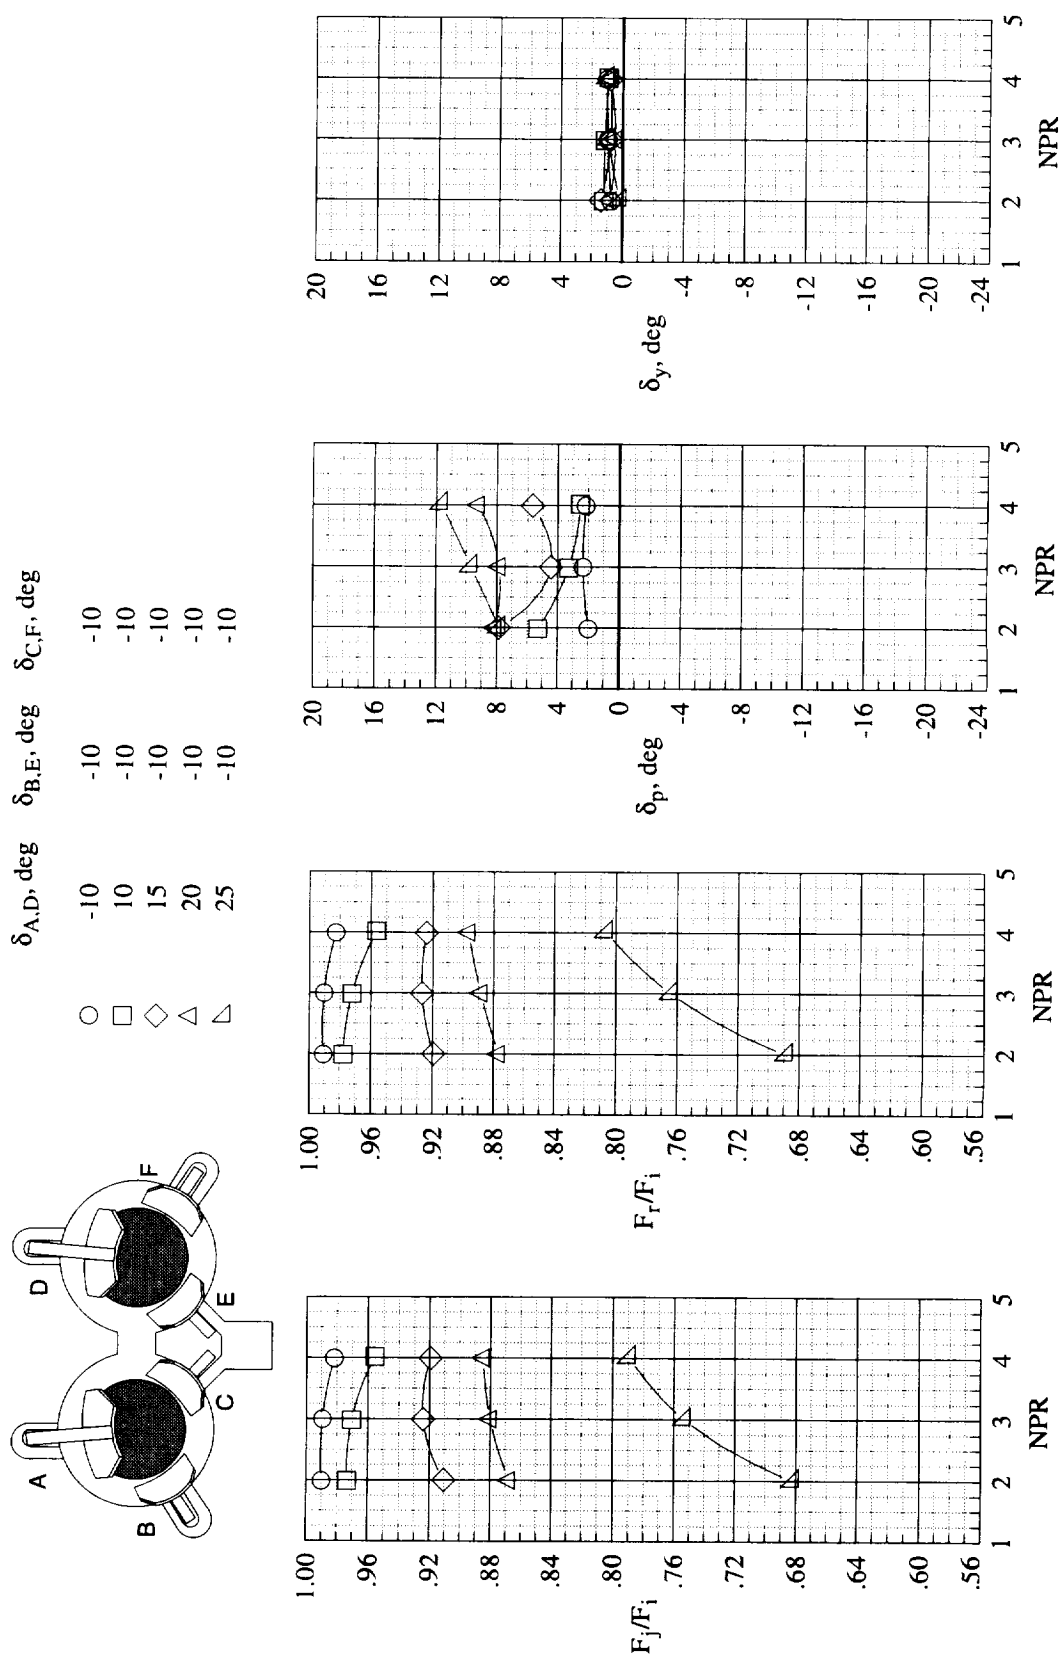 A
B
C
D
E
F
δA,D, deg δB,E, deg δC,F, deg
-10 -10 -10
10 -10 -10
15 -10 -10
20 -10 -10
25 -10 -10
Fj/Fi
1.00
.96
.92
.88
.84
.80
.76
.72
.68
.64
.60
.56
1 2 3 4 5
NPR
Fr/Fi
1.00
.96
.92
.88
.84
.80
.76
.72
.68
.64
.60
.56
1 2 3 4 5
NPR
δp, deg
20
16
12
8
4
0
-4
-8
-12
-16
-20
-24
1 2 3 4 5
NPR
δy, deg
20
16
12
8
4
0
-4
-8
-12
-16
-20
-24
1 2 3 4 5
NPR